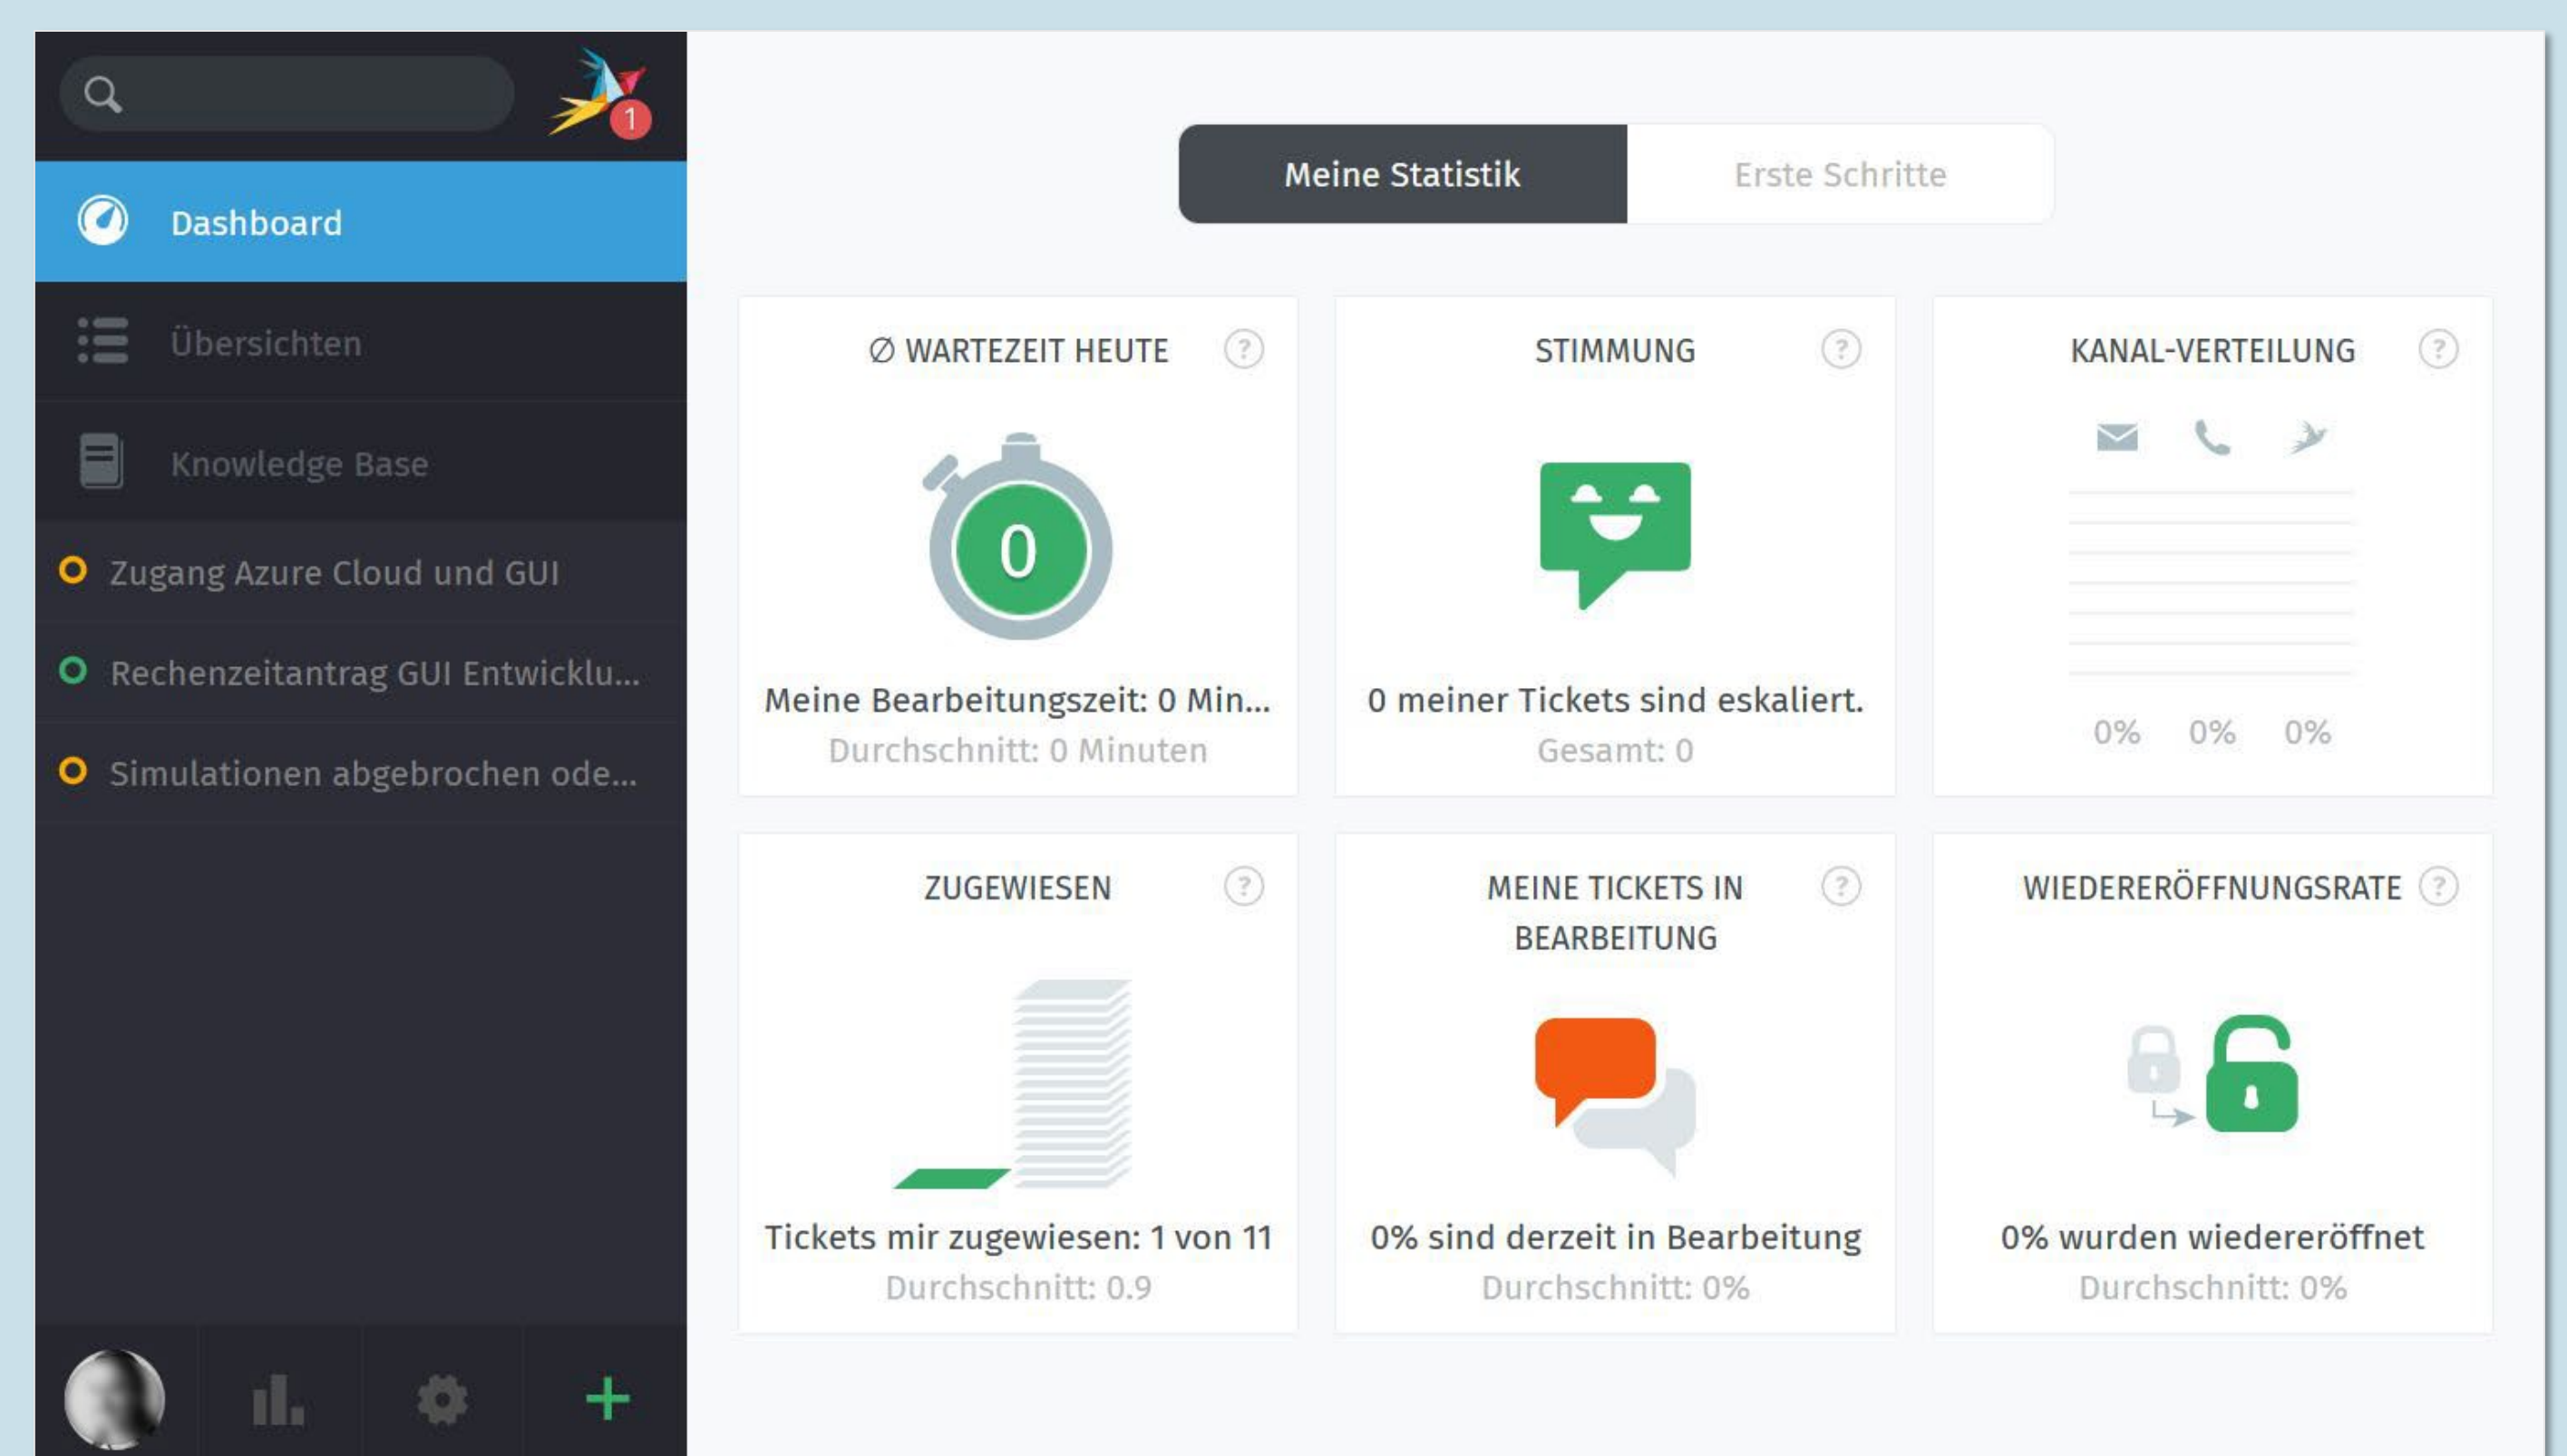 1
Dashboard
Übersichten
Knowledge Base
Zugang Azure Cloud und GUI
Rechenzeitantrag GUI Entwicklu...
Simulationen abgebrochen ode...
Meine Statistik
Erste Schritte
∅ WARTEZEIT HEUTE
?
0
Meine Bearbeitungszeit: 0 Min...
Durchschnitt: 0 Minuten
STIMMUNG
?
0 meiner Tickets sind eskaliert.
Gesamt: 0
KANAL-VERTEILUNG
?
0% 0% 0%
ZUGEWIESEN
?
Tickets mir zugewiesen: 1 von 11
Durchschnitt: 0.9
MEINE TICKETS IN
BEARBEITUNG
?
0% sind derzeit in Bearbeitung
Durchschnitt: 0%
WIEDERERÖFFNUNGSRATE
?
0% wurden wiedereröffnet
Durchschnitt: 0%